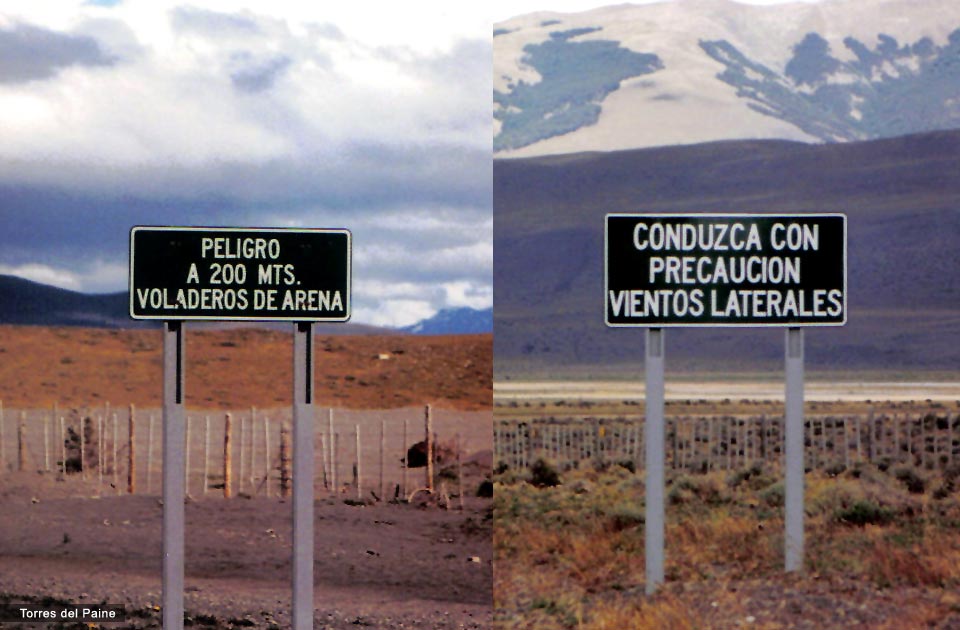 PELIGRO
A 200 MTS.
VOLADEROS DE ARENA
CONDUZCA CON
PRECAUCION
VIENTOS LATERALES
Torres del Paine